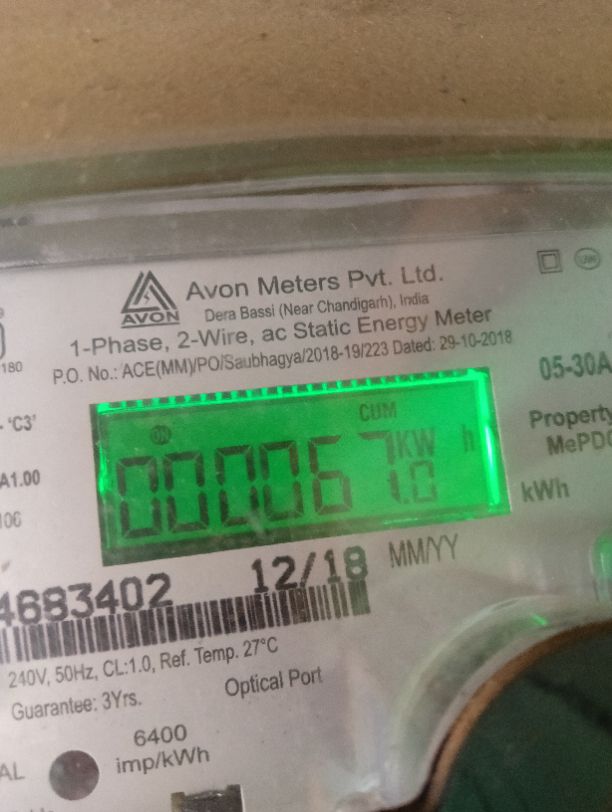 AVON
Avon Meters Pvt. Ltd.
Dera Bassi (Near Chandigarh), India
1-Phase, 2-Wire, ac Static Energy Meter
P.O. No.: ACE(MM)/PO/Saubhagya/2018-19/223 Dated: 29-10-2018
180
05-30A
'C3'
CUM
ON
000067 KW h
1.0
Property
MePDC
A1.00
kWh
106
4683402 12/18 MM/YY
240V, 50Hz, CL:1.0, Ref. Temp. 27°C
Guarantee: 3Yrs. Optical Port
6400
imp/kWh
AL